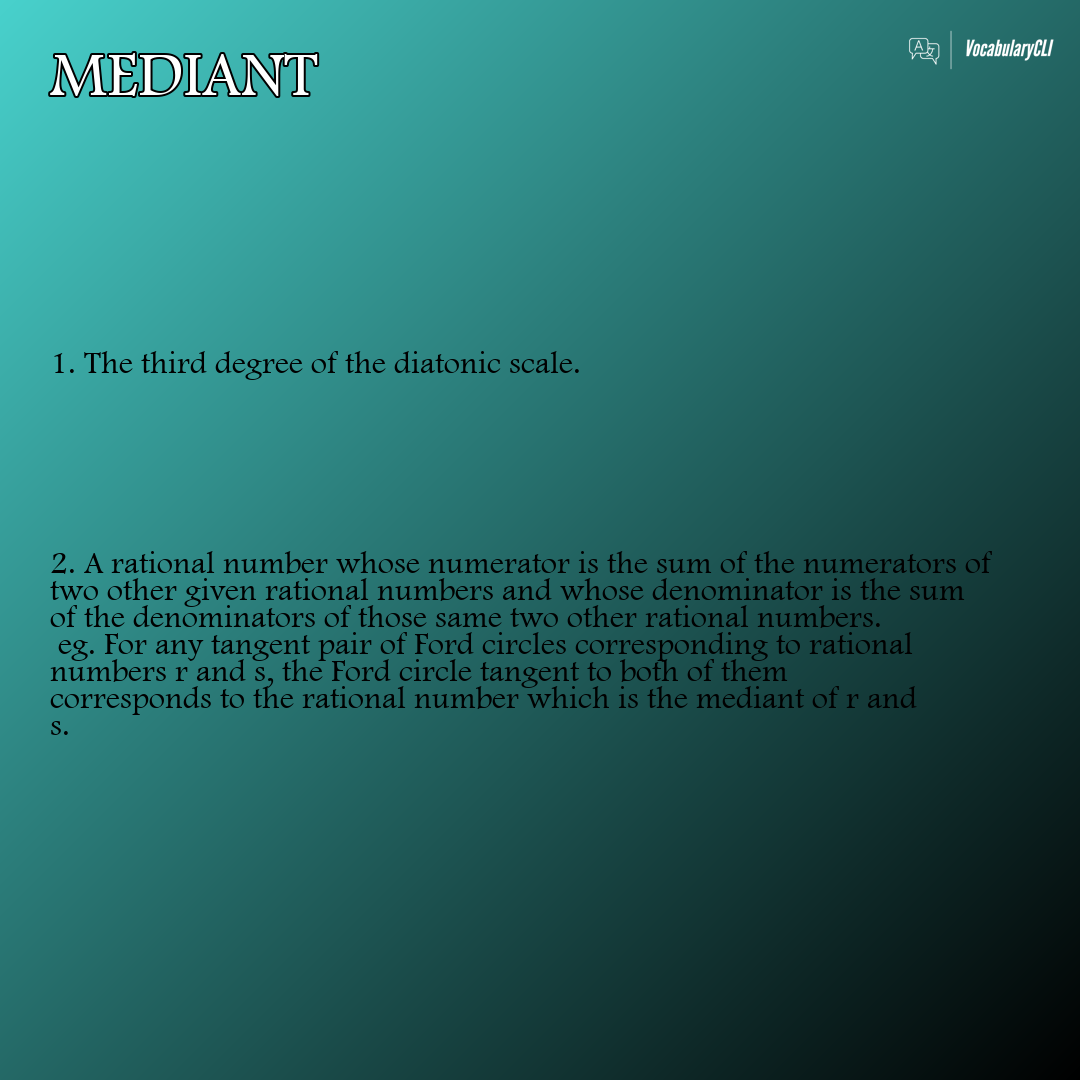 MEDIANT
VocabularyCLI
1. The third degree of the diatonic scale.
2. A rational number whose numerator is the sum of the numerators of
two other given rational numbers and whose denominator is the sum
of the denominators of those same two other rational numbers.
eg. For any tangent pair of Ford circles corresponding to rational
numbers r and s, the Ford circle tangent to both of them
corresponds to the rational number which is the mediant of r and
s.